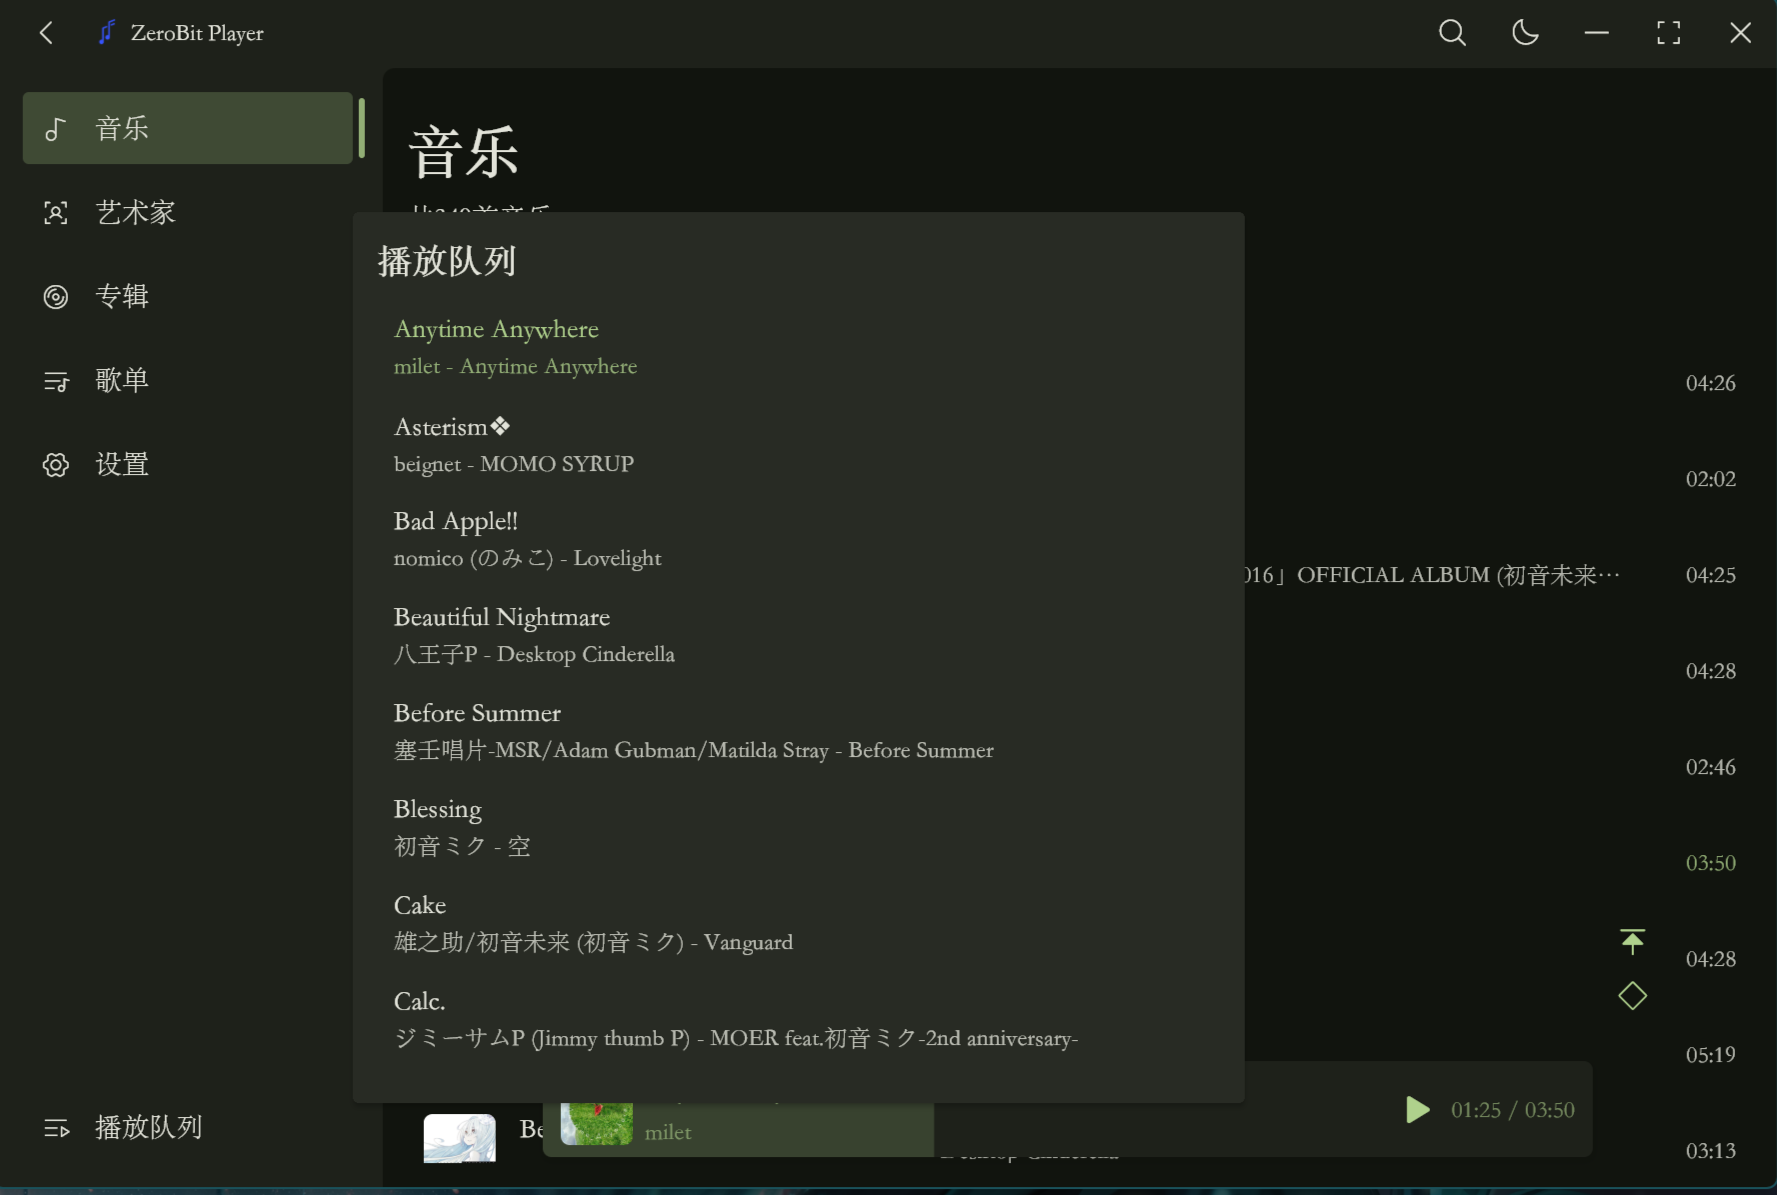 ZeroBit Player
音乐
艺术家
专辑
歌单
设置
播放队列
音乐
播放队列
Anytime Anywhere
milet - Anytime Anywhere
Asterism❖
beignet - MOMO SYRUP
Bad Apple!!
nomico (のみこ) - Lovelight
Beautiful Nightmare
八王子P - Desktop Cinderella
Before Summer
塞壬唱片-MSR/Adam Gubman/Matilda Stray - Before Summer
Blessing
初音ミク - 空
Cake
雄之助/初音未来 (初音ミク) - Vanguard
Calc.
ジミーサムP (Jimmy thumb P) - MOER feat.初音ミク-2nd anniversary-
04:26
02:02
016」OFFICIAL ALBUM (初音未来…
04:25
04:28
02:46
03:50
04:28
05:19
03:13
Be
milet
01:25 / 03:50